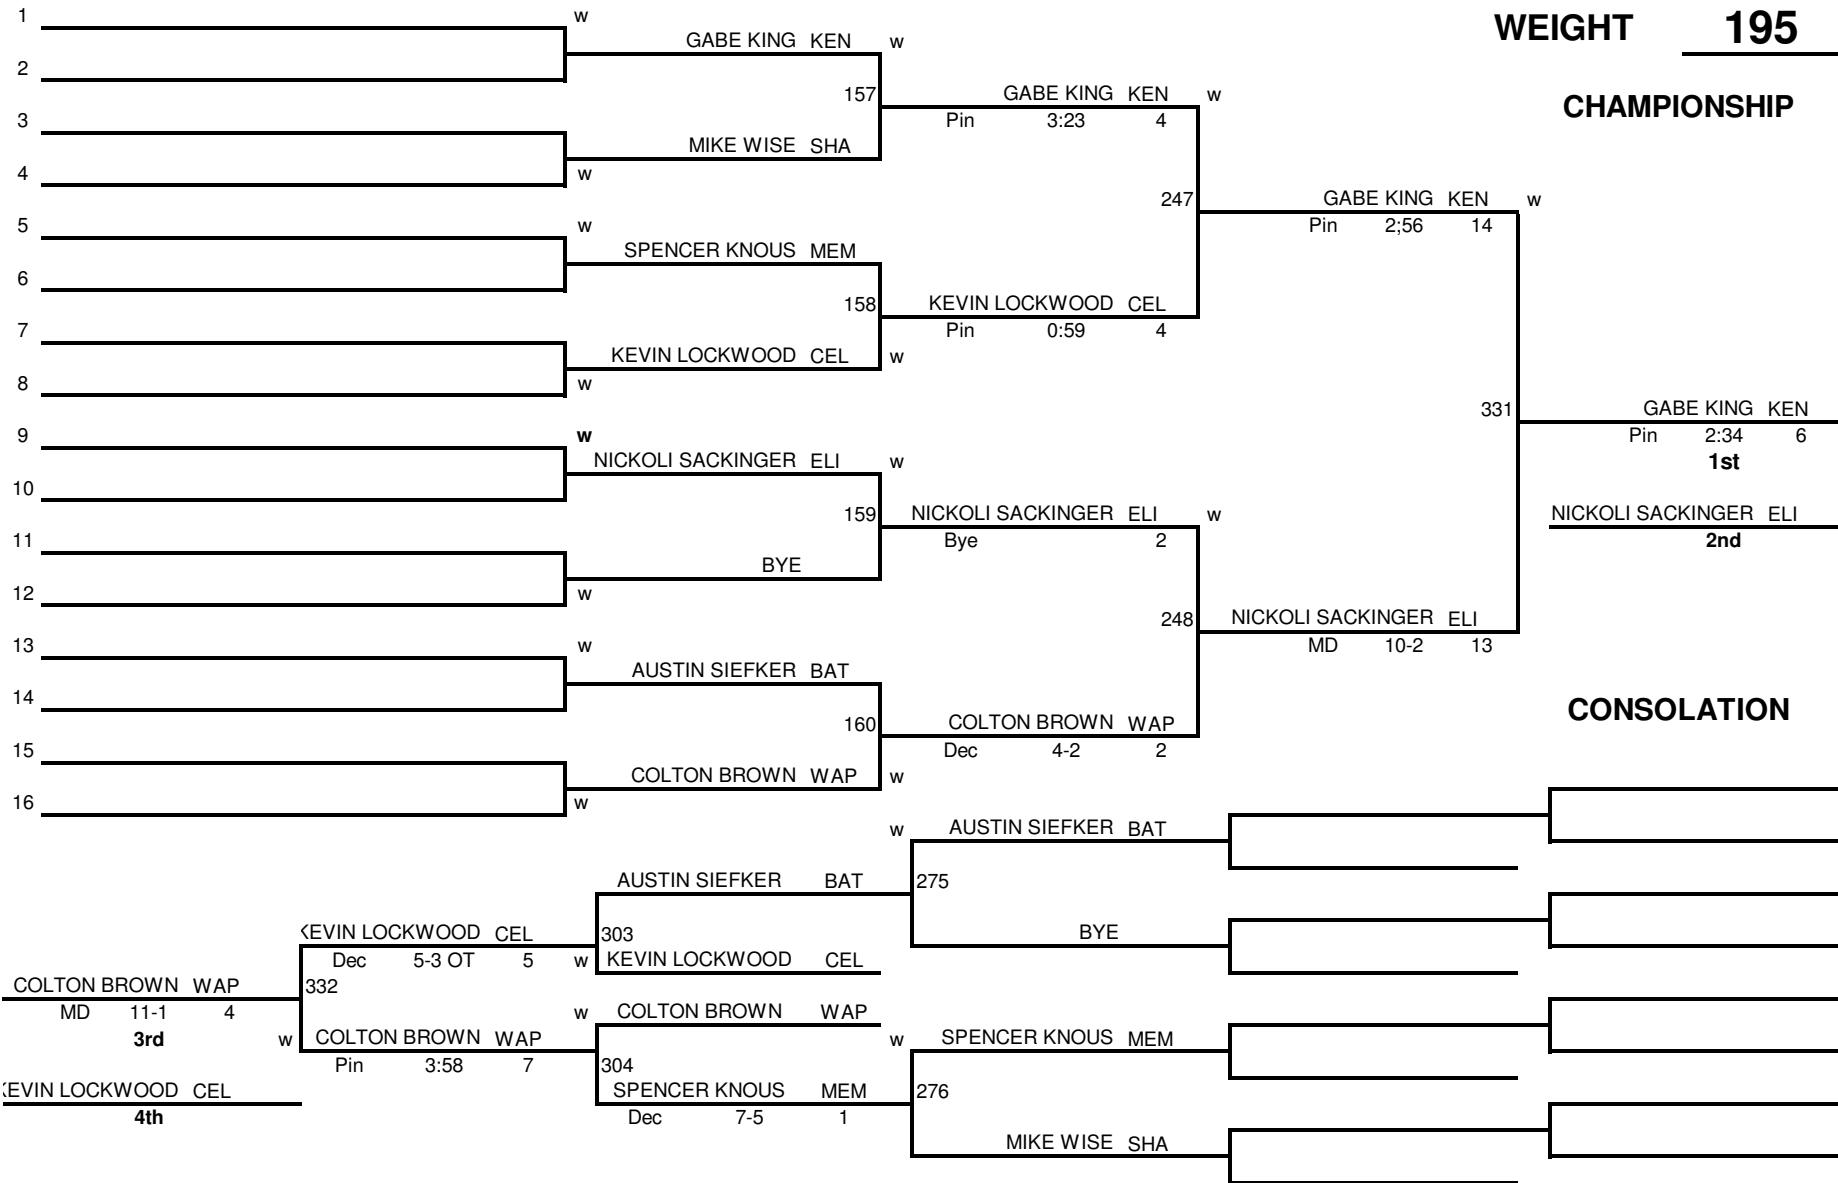 1 w
WEIGHT 195
GABE KING KEN w
2
157 GABE KING KEN w
CHAMPIONSHIP
3 Pin 3:23 4
MIKE WISE SHA
4 w
247 GABE KING KEN w
5 w Pin 2;56 14
SPENCER KNOUS MEM
6
158 KEVIN LOCKWOOD CEL
7 Pin 0:59 4
KEVIN LOCKWOOD CEL w
8 w
331 GABE KING KEN
9 w Pin 2:34 6
NICKOLI SACKINGER ELI w 1st
10
159 NICKOLI SACKINGER ELI w NICKOLI SACKINGER ELI
11 Bye 2 2nd
BYE
12 w
248 NICKOLI SACKINGER ELI
13 w MD 10-2 13
AUSTIN SIEFKER BAT
14
CONSOLATION
160 COLTON BROWN WAP
15 Dec 4-2 2
COLTON BROWN WAP w
16 w
w AUSTIN SIEFKER BAT
AUSTIN SIEFKER BAT 275
KEVIN LOCKWOOD CEL 303 BYE
Dec 5-3 OT 5 w KEVIN LOCKWOOD CEL
COLTON BROWN WAP 332
MD 11-1 4 w COLTON BROWN WAP
3rd w COLTON BROWN WAP w SPENCER KNOUS MEM
Pin 3:58 7 304
KEVIN LOCKWOOD CEL SPENCER KNOUS MEM 276
4th Dec 7-5 1
MIKE WISE SHA